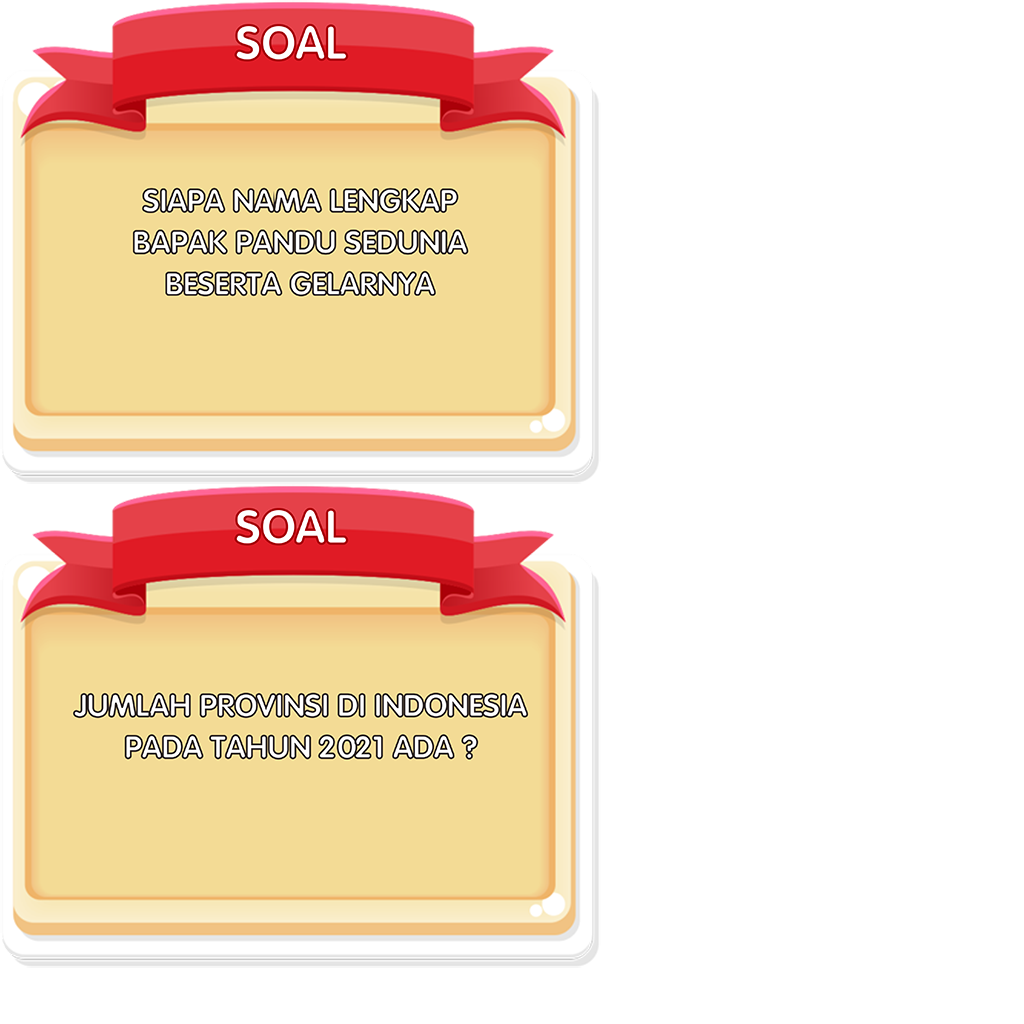 SOAL
SIAPA NAMA LENGKAP
BAPAK PANDU SEDUNIA
BESERTA GELARNYA
SOAL
JUMLAH PROVINSI DI INDONESIA
PADA TAHUN 2021 ADA ?